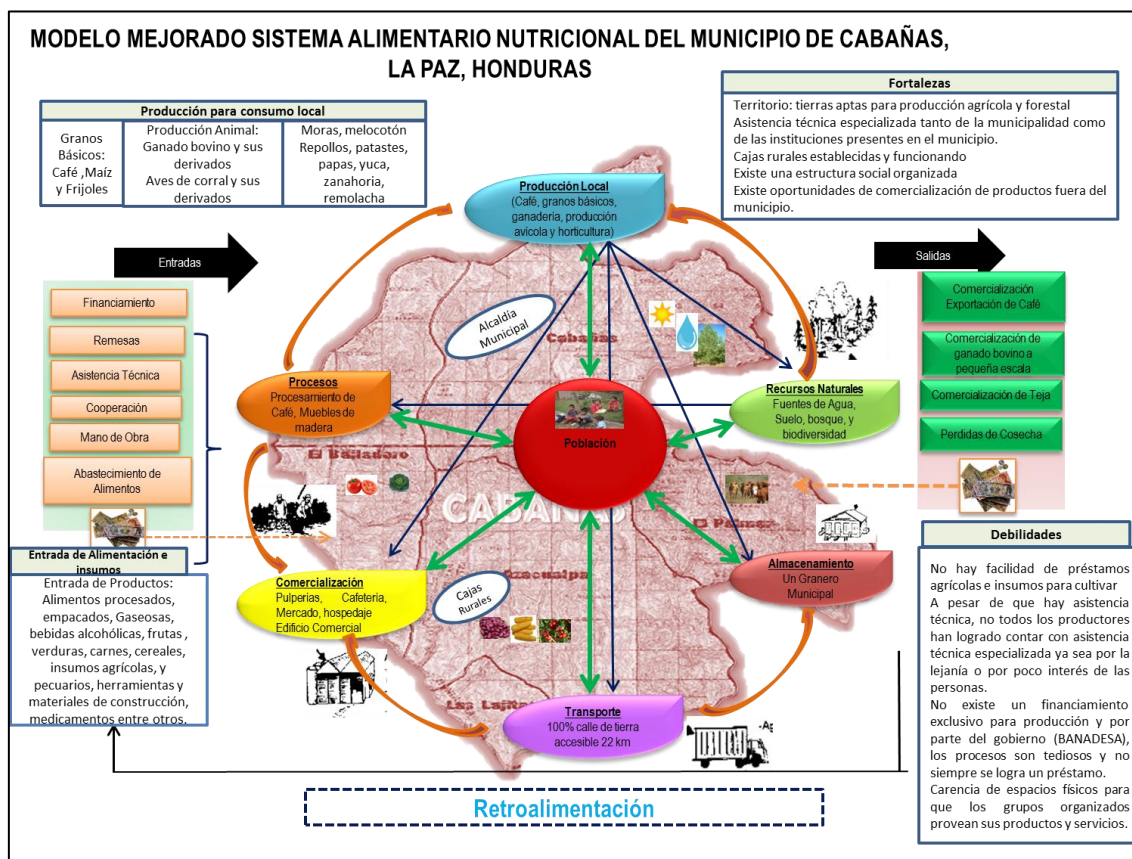 MODELO MEJORADO SISTEMA ALIMENTARIO NUTRICIONAL DEL MUNICIPIO DE CABAÑAS,
LA PAZ, HONDURAS
Producción para consumo local
Granos
Básicos:
Café ,Maíz
y Frijoles
Producción Animal:
Ganado bovino y sus
derivados
Aves de corral y sus
derivados
Moras, melocotón
Repollos, patastes,
papas, yuca,
zanahoria,
remolacha
Fortalezas
Territorio: tierras aptas para producción agrícola y forestal
Asistencia técnica especializada tanto de la municipalidad como
de las instituciones presentes en el municipio.
Cajas rurales establecidas y funcionando
Existe una estructura social organizada
Existe oportunidades de comercialización de productos fuera del
municipio.
Producción Local
(Café, granos básicos,
ganadería, producción
avícola y horticultura)
Entradas
Financiamiento
Remesas
Asistencia Técnica
Cooperación
Mano de Obra
Abastecimiento de
Alimentos
Salidas
Comercialización
Exportación de Café
Comercialización de
ganado bovino a
pequeña escala
Comercialización de Teja
Perdidas de Cosecha
Alcaldía
Municipal
Cabañas
Procesos
Procesamiento de
Café, Muebles de
madera
Recursos Naturales
Fuentes de Agua,
Suelo, bosque, y
biodiversidad
Población
El Bailadero
CABAÑAS
El Palmar
Entrada de Alimentación e
insumos
Entrada de Productos:
Alimentos procesados,
empacados, Gaseosas,
bebidas alcohólicas, frutas ,
verduras, carnes, cereales,
insumos agrícolas, y
pecuarios, herramientas y
materiales de construcción,
medicamentos entre otros.
Comercialización
Pulperías, Cafetería,
Mercado, hospedaje
Edificio Comercial
Cajas
Rurales
Almacenamiento
Un Granero
Municipal
Las Lajitas
Transporte
100% calle de tierra
accesible 22 km
Debilidades
No hay facilidad de préstamos
agrícolas e insumos para cultivar
A pesar de que hay asistencia
técnica, no todos los productores
han logrado contar con asistencia
técnica especializada ya sea por la
lejanía o por poco interés de las
personas.
No existe un financiamiento
exclusivo para producción y por
parte del gobierno (BANADESA),
los procesos son tediosos y no
siempre se logra un préstamo.
Carencia de espacios físicos para
que los grupos organizados
provean sus productos y servicios.
Retroalimentación